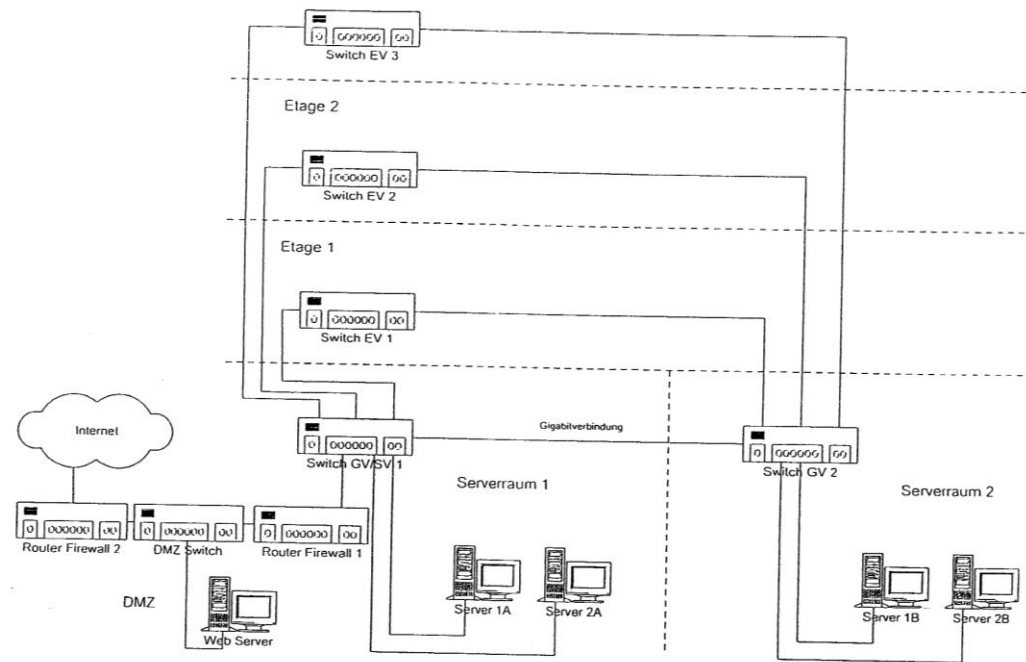 Switch EV 3
Etage 2
Switch EV 2
Etage 1
Switch EV 1
Internet
Gigabitverbindung
Switch GV/SV 1
Switch GV 2
Serverraum 1
Serverraum 2
Router Firewall 2
DMZ Switch
Router Firewall 1
DMZ
Web Server
Server 1A
Server 2A
Server 1B
Server 2B